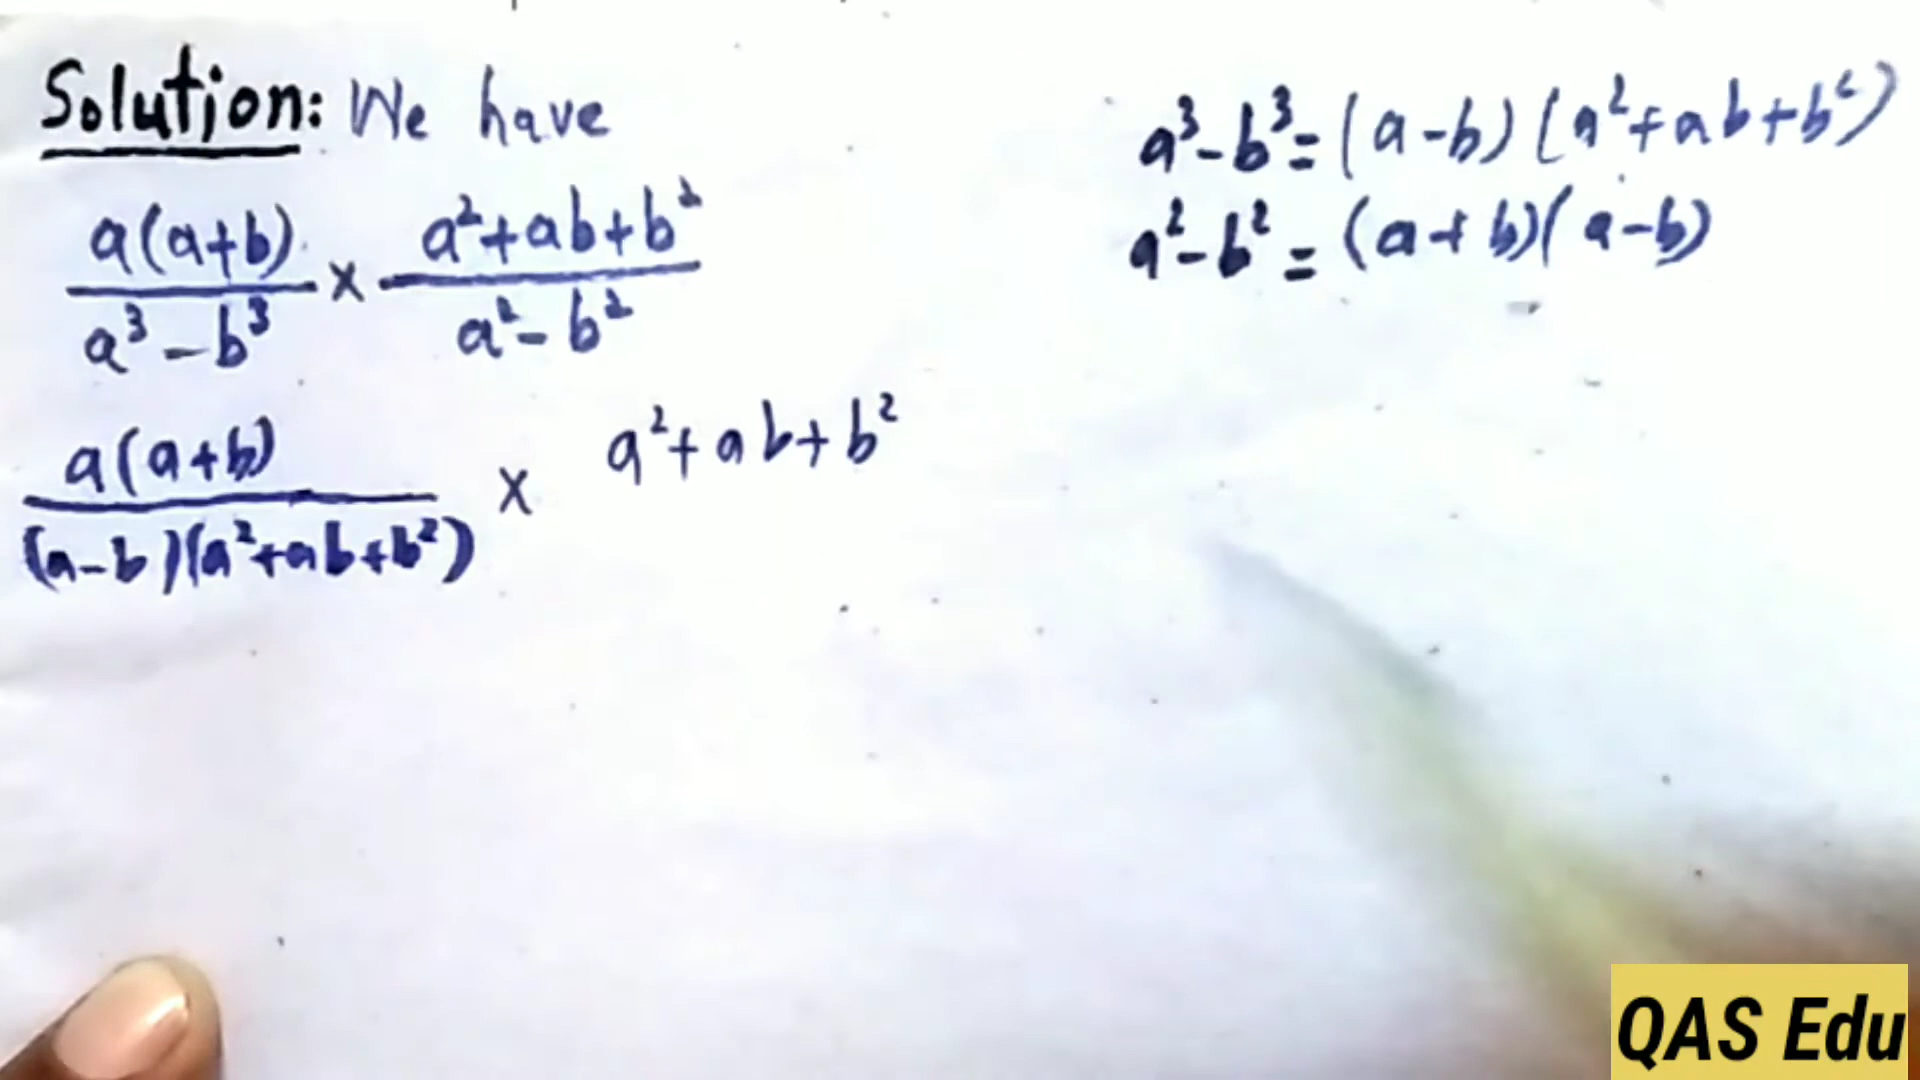 Solution: We have
a(a+b) / a³-b³ × a²+ab+b² / a²-b²
a(a+b) / (a-b)(a²+ab+b²) × a²+ab+b²
a³-b³=(a-b)(a²+ab+b²)
a²-b²=(a+b)(a-b)
QAS Edu